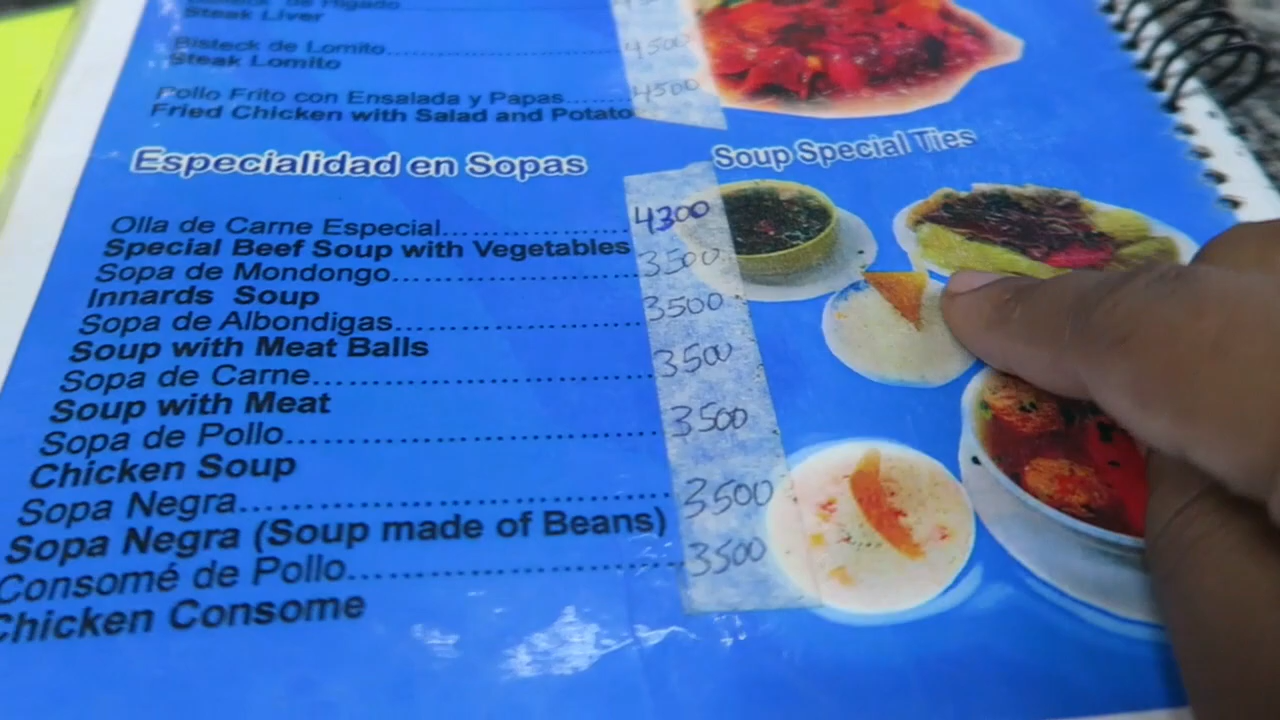 Steak Liver
Bisteck de Lomito.......................... 4500
Steak Lomito
Pollo Frito con Ensalada y Papas....... 4500
Fried Chicken with Salad and Potato
Especialidad en Sopas
Soup Special Ties
Olla de Carne Especial..................... 4300
Special Beef Soup with Vegetables
Sopa de Mondongo........................... 3500
Innards Soup
Sopa de Albondigas......................... 3500
Soup with Meat Balls
Sopa de Carne................................ 3500
Soup with Meat
Sopa de Pollo................................. 3500
Chicken Soup
Sopa Negra.................................... 3500
Sopa Negra (Soup made of Beans)
Consomé de Pollo............................ 3500
Chicken Consome